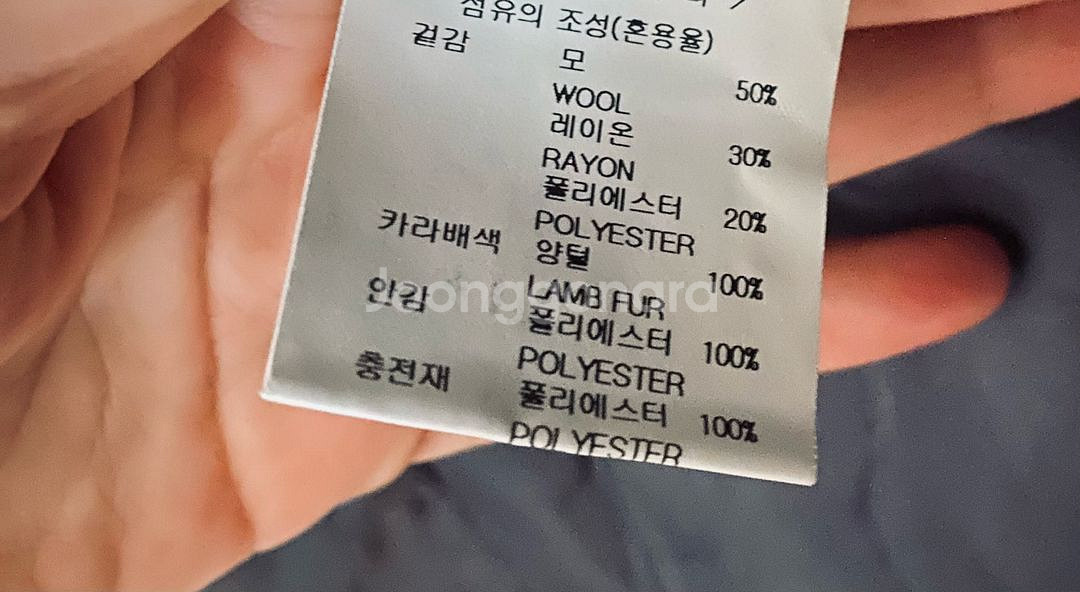 섬유의 조성(혼용율)
겉감 모 50%
WOOL
레이온 30%
RAYON
폴리에스터 20%
POLYESTER
카라배색 양털 100%
LAMB FUR
안감 폴리에스터 100%
POLYESTER
충전재 폴리에스터 100%
POLYESTER
Joongonara